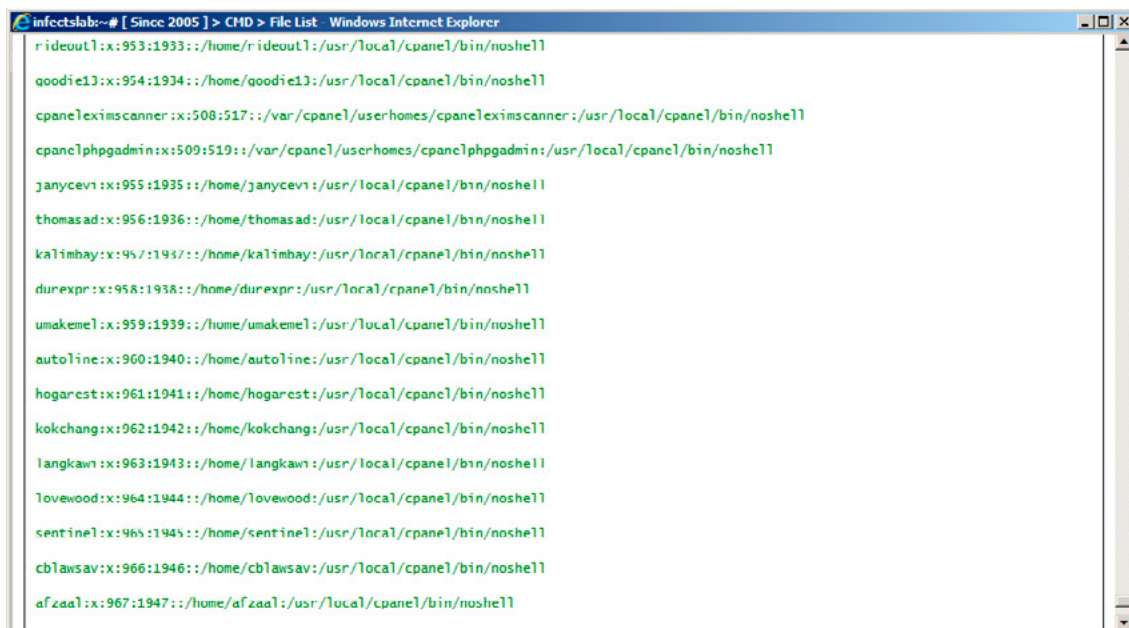 infectslab:~# [ Since 2005 ] > CMD > File List - Windows Internet Explorer
rideoutl:x:953:1933::/home/rideoutl:/usr/local/cpanel/bin/noshell
goodie13:x:954:1934::/home/goodie13:/usr/local/cpanel/bin/noshell
cpaneleximscanner:x:508:517::/var/cpanel/userhomes/cpaneleximscanner:/usr/local/cpanel/bin/noshell
cpanelphpgadmin:x:509:519::/var/cpanel/userhomes/cpanelphpgadmin:/usr/local/cpanel/bin/noshell
janycevi:x:955:1935::/home/janycevi:/usr/local/cpanel/bin/noshell
thomasad:x:956:1936::/home/thomasad:/usr/local/cpanel/bin/noshell
kalimbay:x:957:1937::/home/kalimbay:/usr/local/cpanel/bin/noshell
durexpr:x:958:1938::/home/durexpr:/usr/local/cpanel/bin/noshell
umakemel:x:959:1939::/home/umakemel:/usr/local/cpanel/bin/noshell
autoline:x:960:1940::/home/autoline:/usr/local/cpanel/bin/noshell
hogarest:x:961:1941::/home/hogarest:/usr/local/cpanel/bin/noshell
kokchang:x:962:1942::/home/kokchang:/usr/local/cpanel/bin/noshell
langkawi:x:963:1943::/home/langkawi:/usr/local/cpanel/bin/noshell
lovewood:x:964:1944::/home/lovewood:/usr/local/cpanel/bin/noshell
sentinel:x:965:1945::/home/sentinel:/usr/local/cpanel/bin/noshell
cblawsav:x:966:1946::/home/cblawsav:/usr/local/cpanel/bin/noshell
afzaal:x:967:1947::/home/afzaal:/usr/local/cpanel/bin/noshell